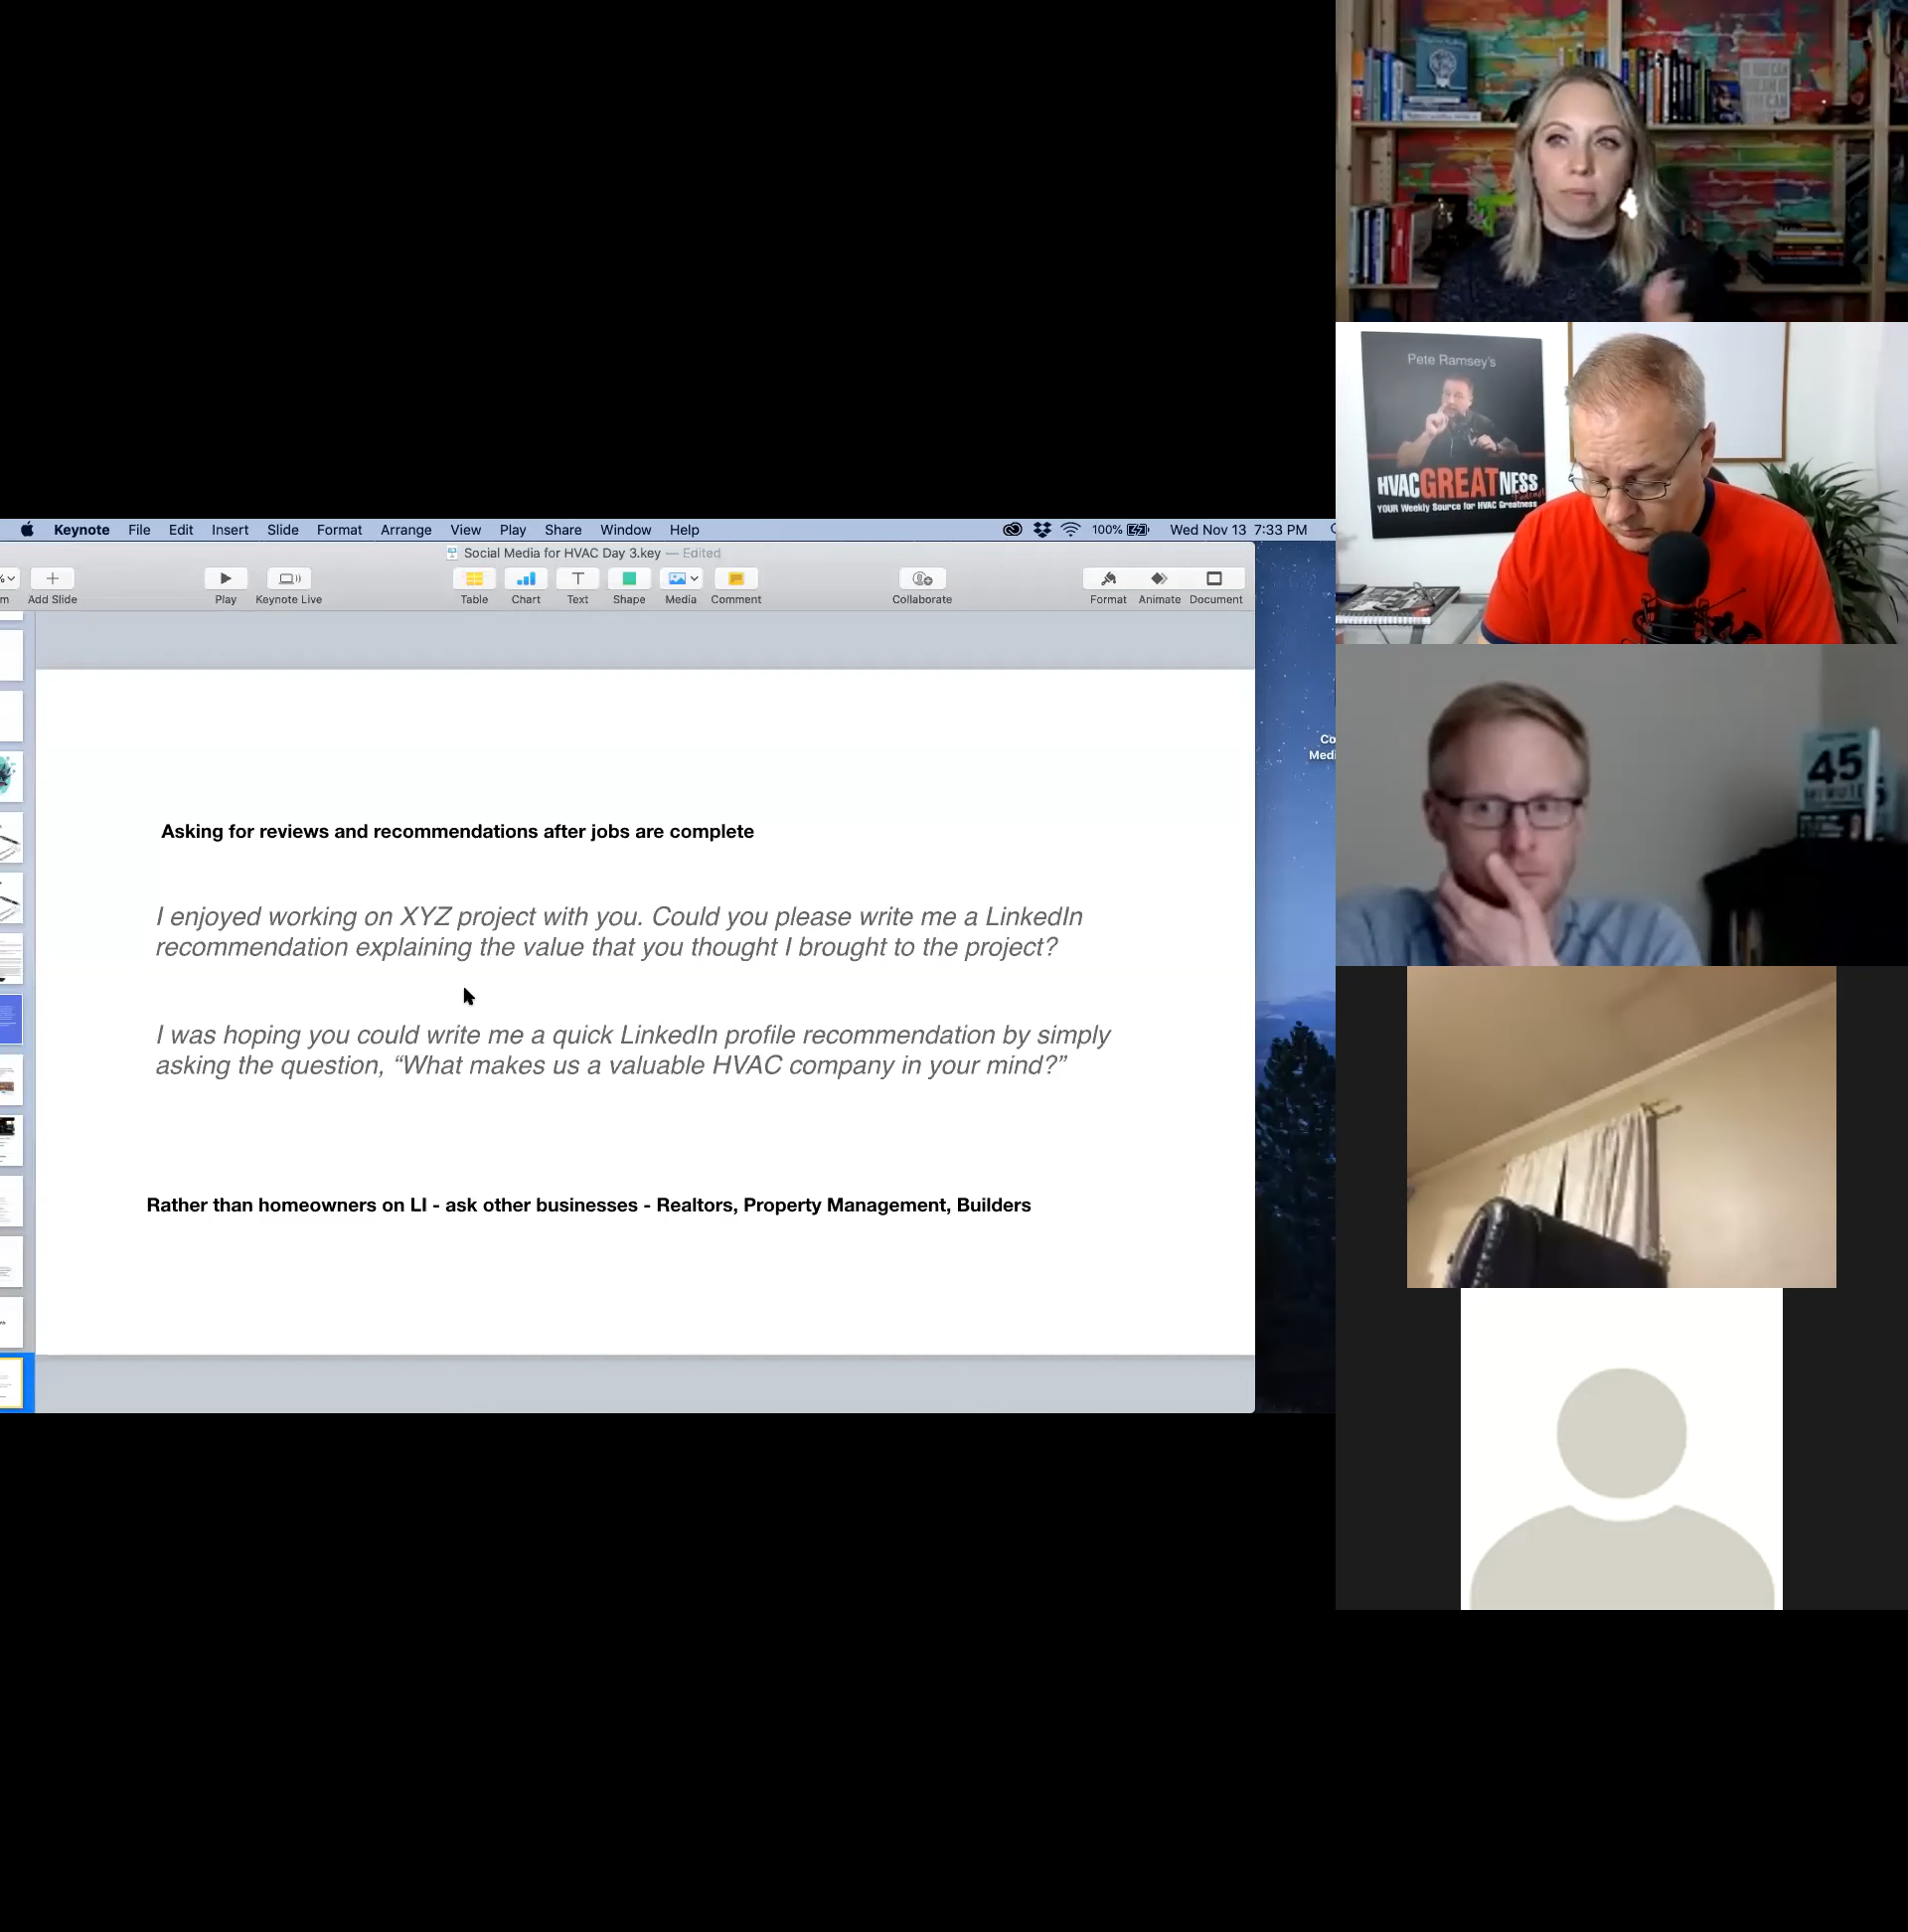 Keynote File Edit Insert Slide Format Arrange View Play Share Window Help 100% Wed Nov 13 7:33 PM
Social Media for HVAC Day 3.key — Edited
Add Slide Play Keynote Live Table Chart Text Shape Media Comment Collaborate Format Animate Document
Asking for reviews and recommendations after jobs are complete
I enjoyed working on XYZ project with you. Could you please write me a LinkedIn
recommendation explaining the value that you thought I brought to the project?
I was hoping you could write me a quick LinkedIn profile recommendation by simply
asking the question, “What makes us a valuable HVAC company in your mind?”
Rather than homeowners on LI - ask other businesses - Realtors, Property Management, Builders
Co
Medi
Pete Ramsey's
HVACGREATNESS
Podcast
YOUR Weekly Source for HVAC Greatness
45
MINUTE